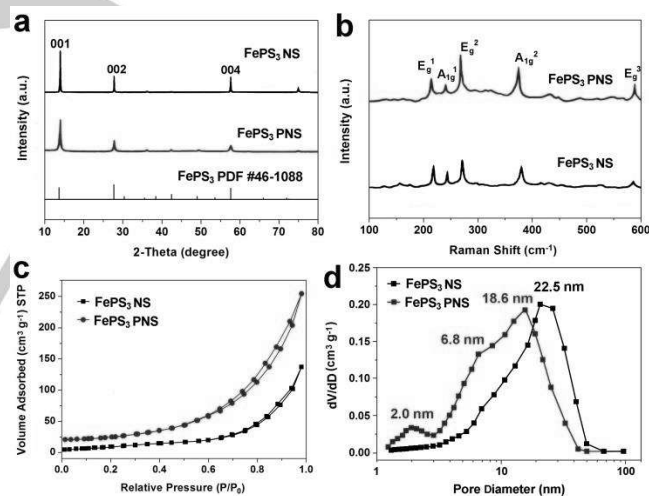 a
001
FePS3 NS
002
004
FePS3 PNS
FePS3 PDF #46-1088
Intensity (a.u.)
10 20 30 40 50 60 70 80
2-Theta (degree)
b
Eg1
A1g1
Eg2
A1g2
Eg3
FePS3 PNS
FePS3 NS
Intensity (a.u.)
100 200 300 400 500 600
Raman Shift (cm-1)
c
FePS3 NS
FePS3 PNS
Volume Adsorbed (cm3 g-1) STP
250
200
150
100
50
0
0.0 0.2 0.4 0.6 0.8 1.0
Relative Pressure (P/P0)
d
FePS3 NS
FePS3 PNS
22.5 nm
18.6 nm
6.8 nm
2.0 nm
dV/dD (cm3 g-1)
0.25
0.20
0.15
0.10
0.05
0.00
1 10 100
Pore Diameter (nm)